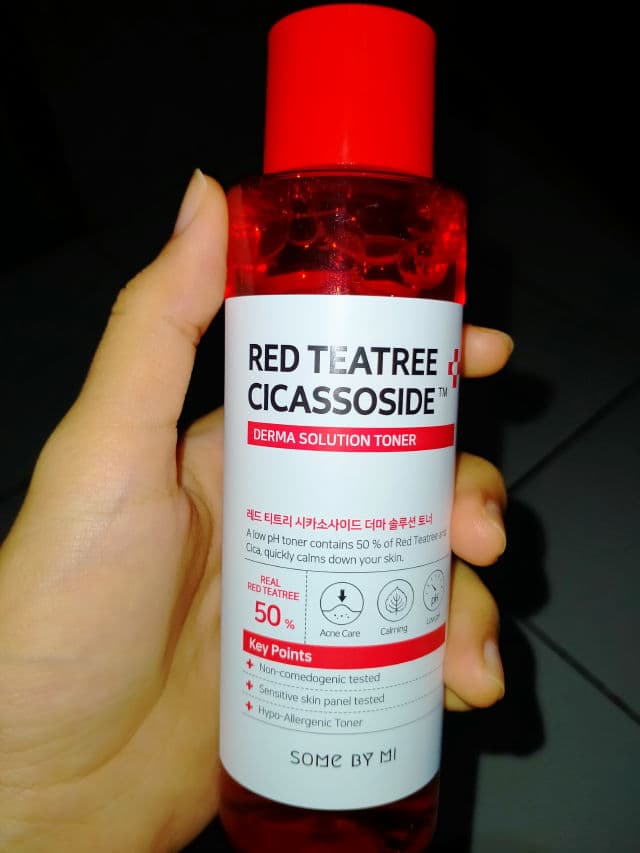 RED TEATREE
CICASSOSIDE™
DERMA SOLUTION TONER
레드 티트리 시카소사이드 더마 솔루션 토너
A low pH toner contains 50 % of Red Teatree and
Cica, quickly calms down your skin.
REAL
RED TEATREE
50 %
pH
Acne Care
Calming
Low pH
Key Points
+ Non-comedogenic tested
+ Sensitive skin panel tested
+ Hypo-Allergenic Toner
SOME BY MI